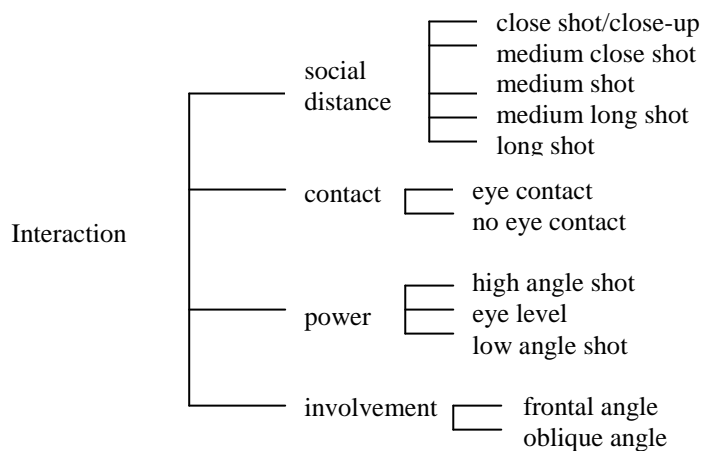 close shot/close-up
medium close shot
social
distance
medium shot
medium long shot
long shot
contact
eye contact
no eye contact
Interaction
high angle shot
power
eye level
low angle shot
involvement
frontal angle
oblique angle